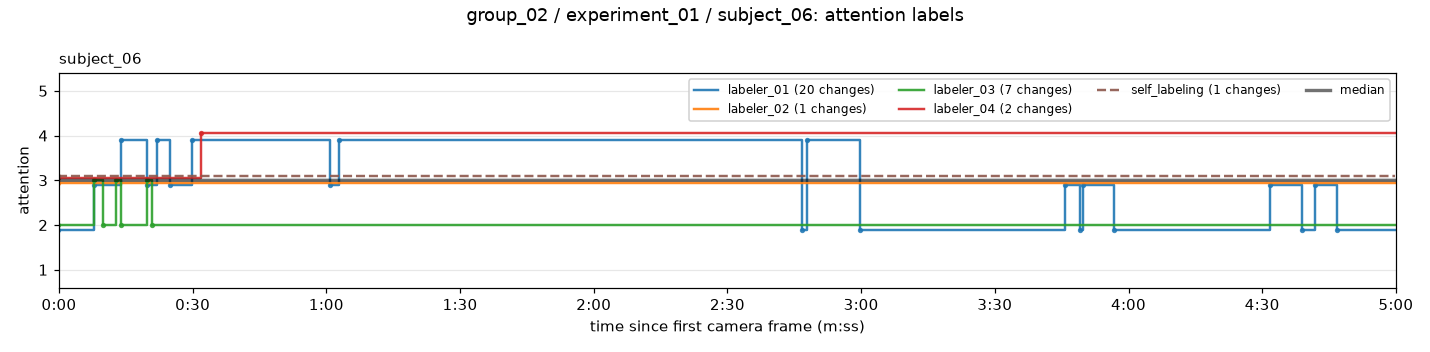 group_02 / experiment_01 / subject_06: attention labels
subject_06
labeler_01 (20 changes)
labeler_02 (1 changes)
labeler_03 (7 changes)
labeler_04 (2 changes)
self_labeling (1 changes)
median
attention
5
4
3
2
1
0:00 0:30 1:00 1:30 2:00 2:30 3:00 3:30 4:00 4:30 5:00
time since first camera frame (m:ss)